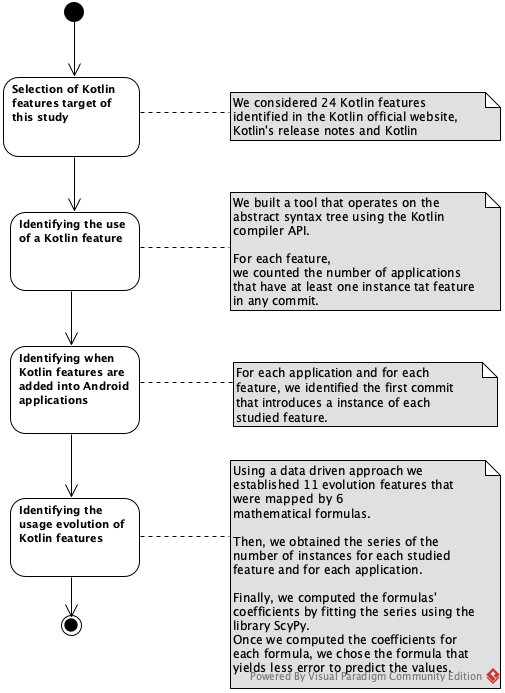 Selection of Kotlin
features target of
this study
We considered 24 Kotlin features
identified in the Kotlin official website,
Kotlin's release notes and Kotlin
Identifying the use
of a Kotlin feature
We built a tool that operates on the
abstract syntax tree using the Kotlin
compiler API.
For each feature,
we counted the number of applications
that have at least one instance tat feature
in any commit.
Identifying when
Kotlin features are
added into Android
applications
For each application and for each
feature, we identified the first commit
that introduces a instance of each
studied feature.
Identifying the
usage evolution of
Kotlin features
Using a data driven approach we
established 11 evolution features that
were mapped by 6
mathematical formulas.
Then, we obtained the series of the
number of instances for each studied
feature and for each application.
Finally, we computed the formulas'
coefficients by fitting the series using the
library ScyPy.
Once we computed the coefficients for
each formula, we chose the formula that
yields less error to predict the values.
Powered By Visual Paradigm Community Edition